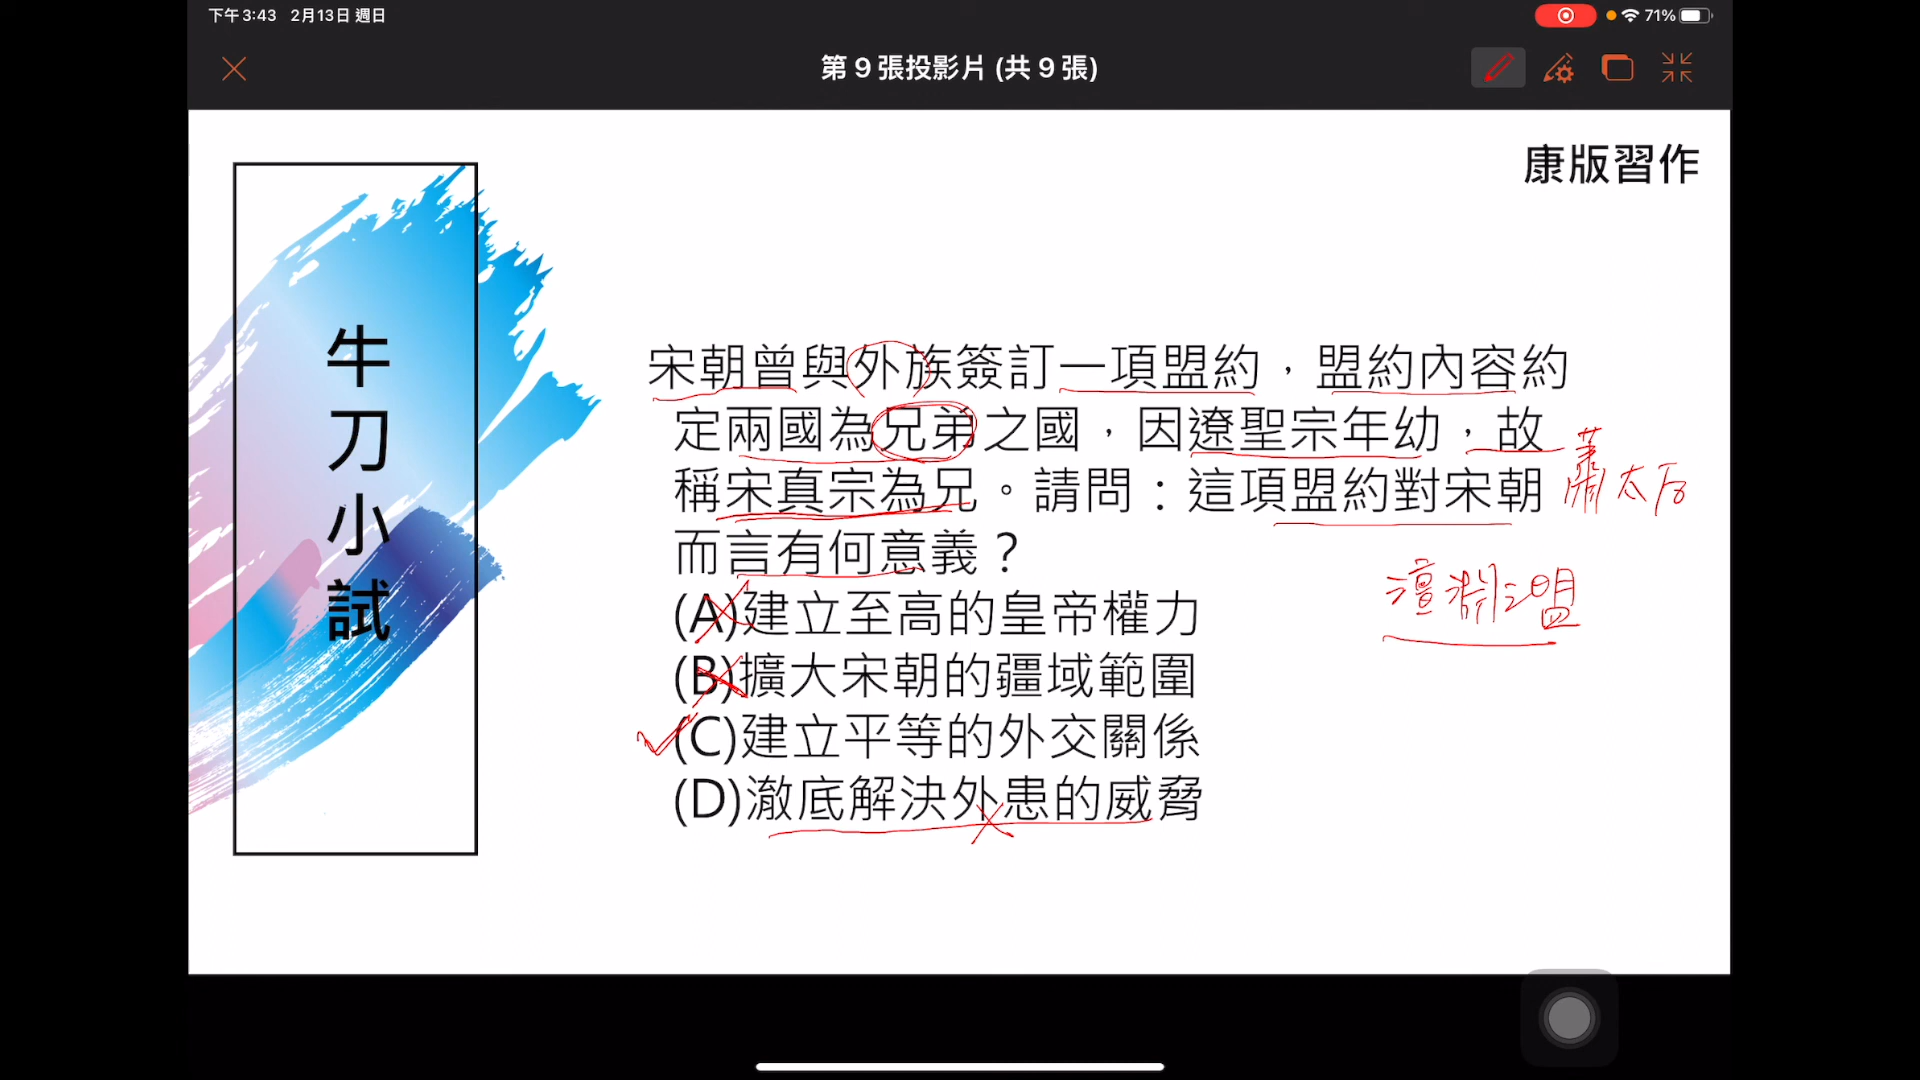 下午3:43 2月13日 週日
71%
第 9 張投影片 (共 9 張)
康版習作
牛刀小試
宋朝曾與外族簽訂一項盟約，盟約內容約
定兩國為兄弟之國，因遼聖宗年幼，故
稱宋真宗為兄。請問：這項盟約對宋朝
蕭太后
而言有何意義？
澶淵之盟
(A)建立至高的皇帝權力
(B)擴大宋朝的疆域範圍
(C)建立平等的外交關係
(D)澈底解決外患的威脅